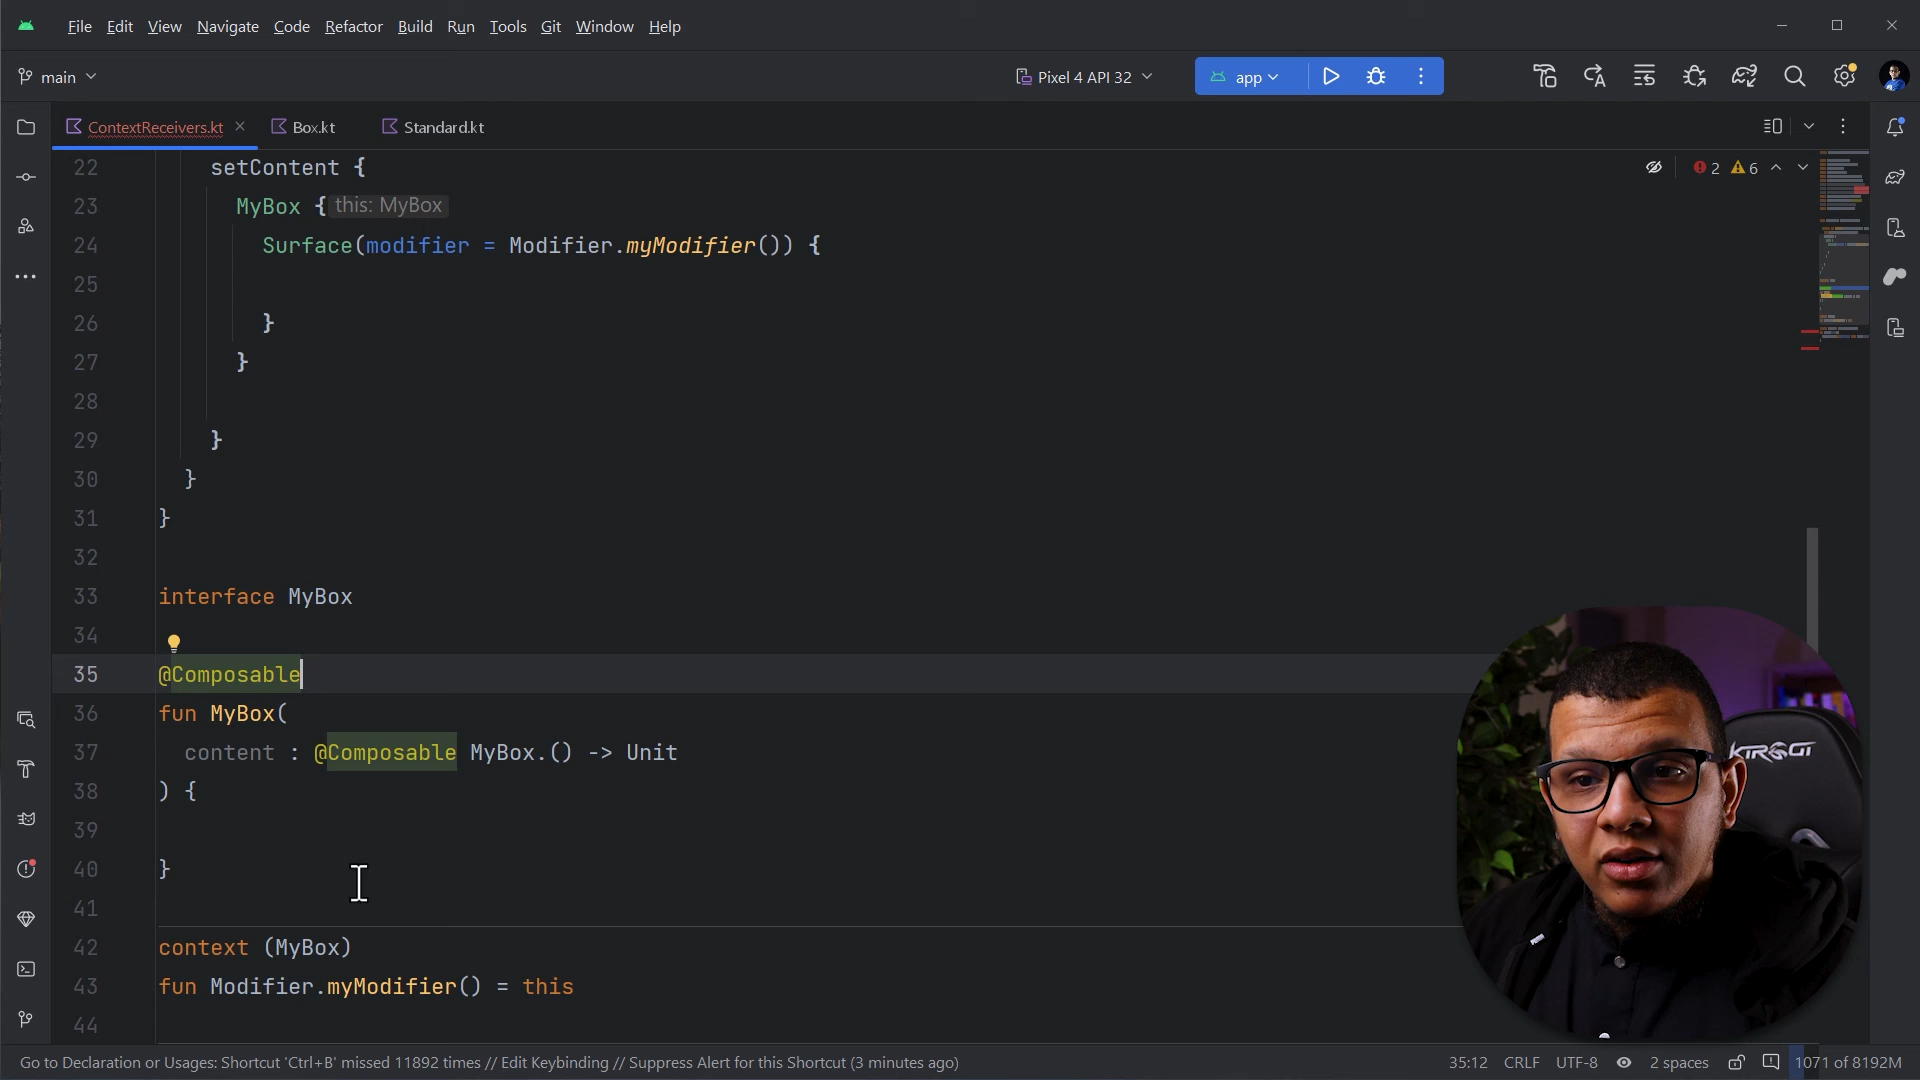 File Edit View Navigate Code Refactor Build Run Tools Git Window Help
main Pixel 4 API 32 app
ContextReceivers.kt Box.kt Standard.kt
22 setContent { 2 6
23 MyBox { this: MyBox
24 Surface(modifier = Modifier.myModifier()) {
25
26 }
27 }
28
29 }
30 }
31 }
32
33 interface MyBox
34
35 @Composable
36 fun MyBox(
37 content : @Composable MyBox.() -> Unit
38 ) {
39
40 }
41
42 context (MyBox)
43 fun Modifier.myModifier() = this
44
KTRSGT
Go to Declaration or Usages: Shortcut 'Ctrl+B' missed 11892 times // Edit Keybinding // Suppress Alert for this Shortcut (3 minutes ago) 35:12 CRLF UTF-8 2 spaces 1071 of 8192M